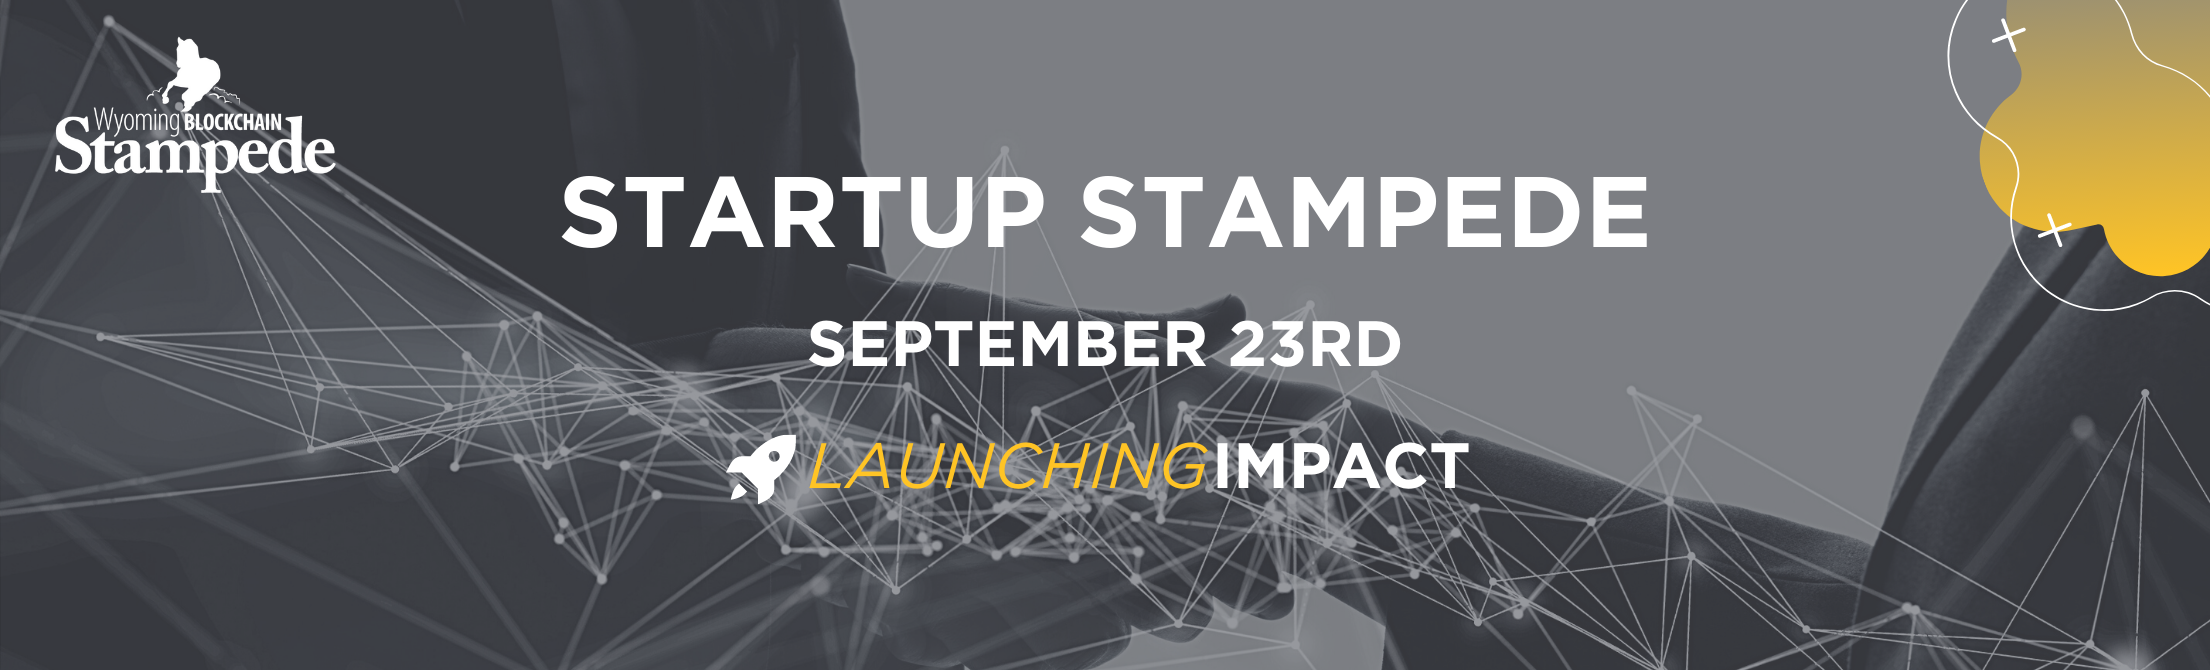 Wyoming BLOCKCHAIN
Stampede
STARTUP STAMPEDE
SEPTEMBER 23RD
LAUNCHINGIMPACT